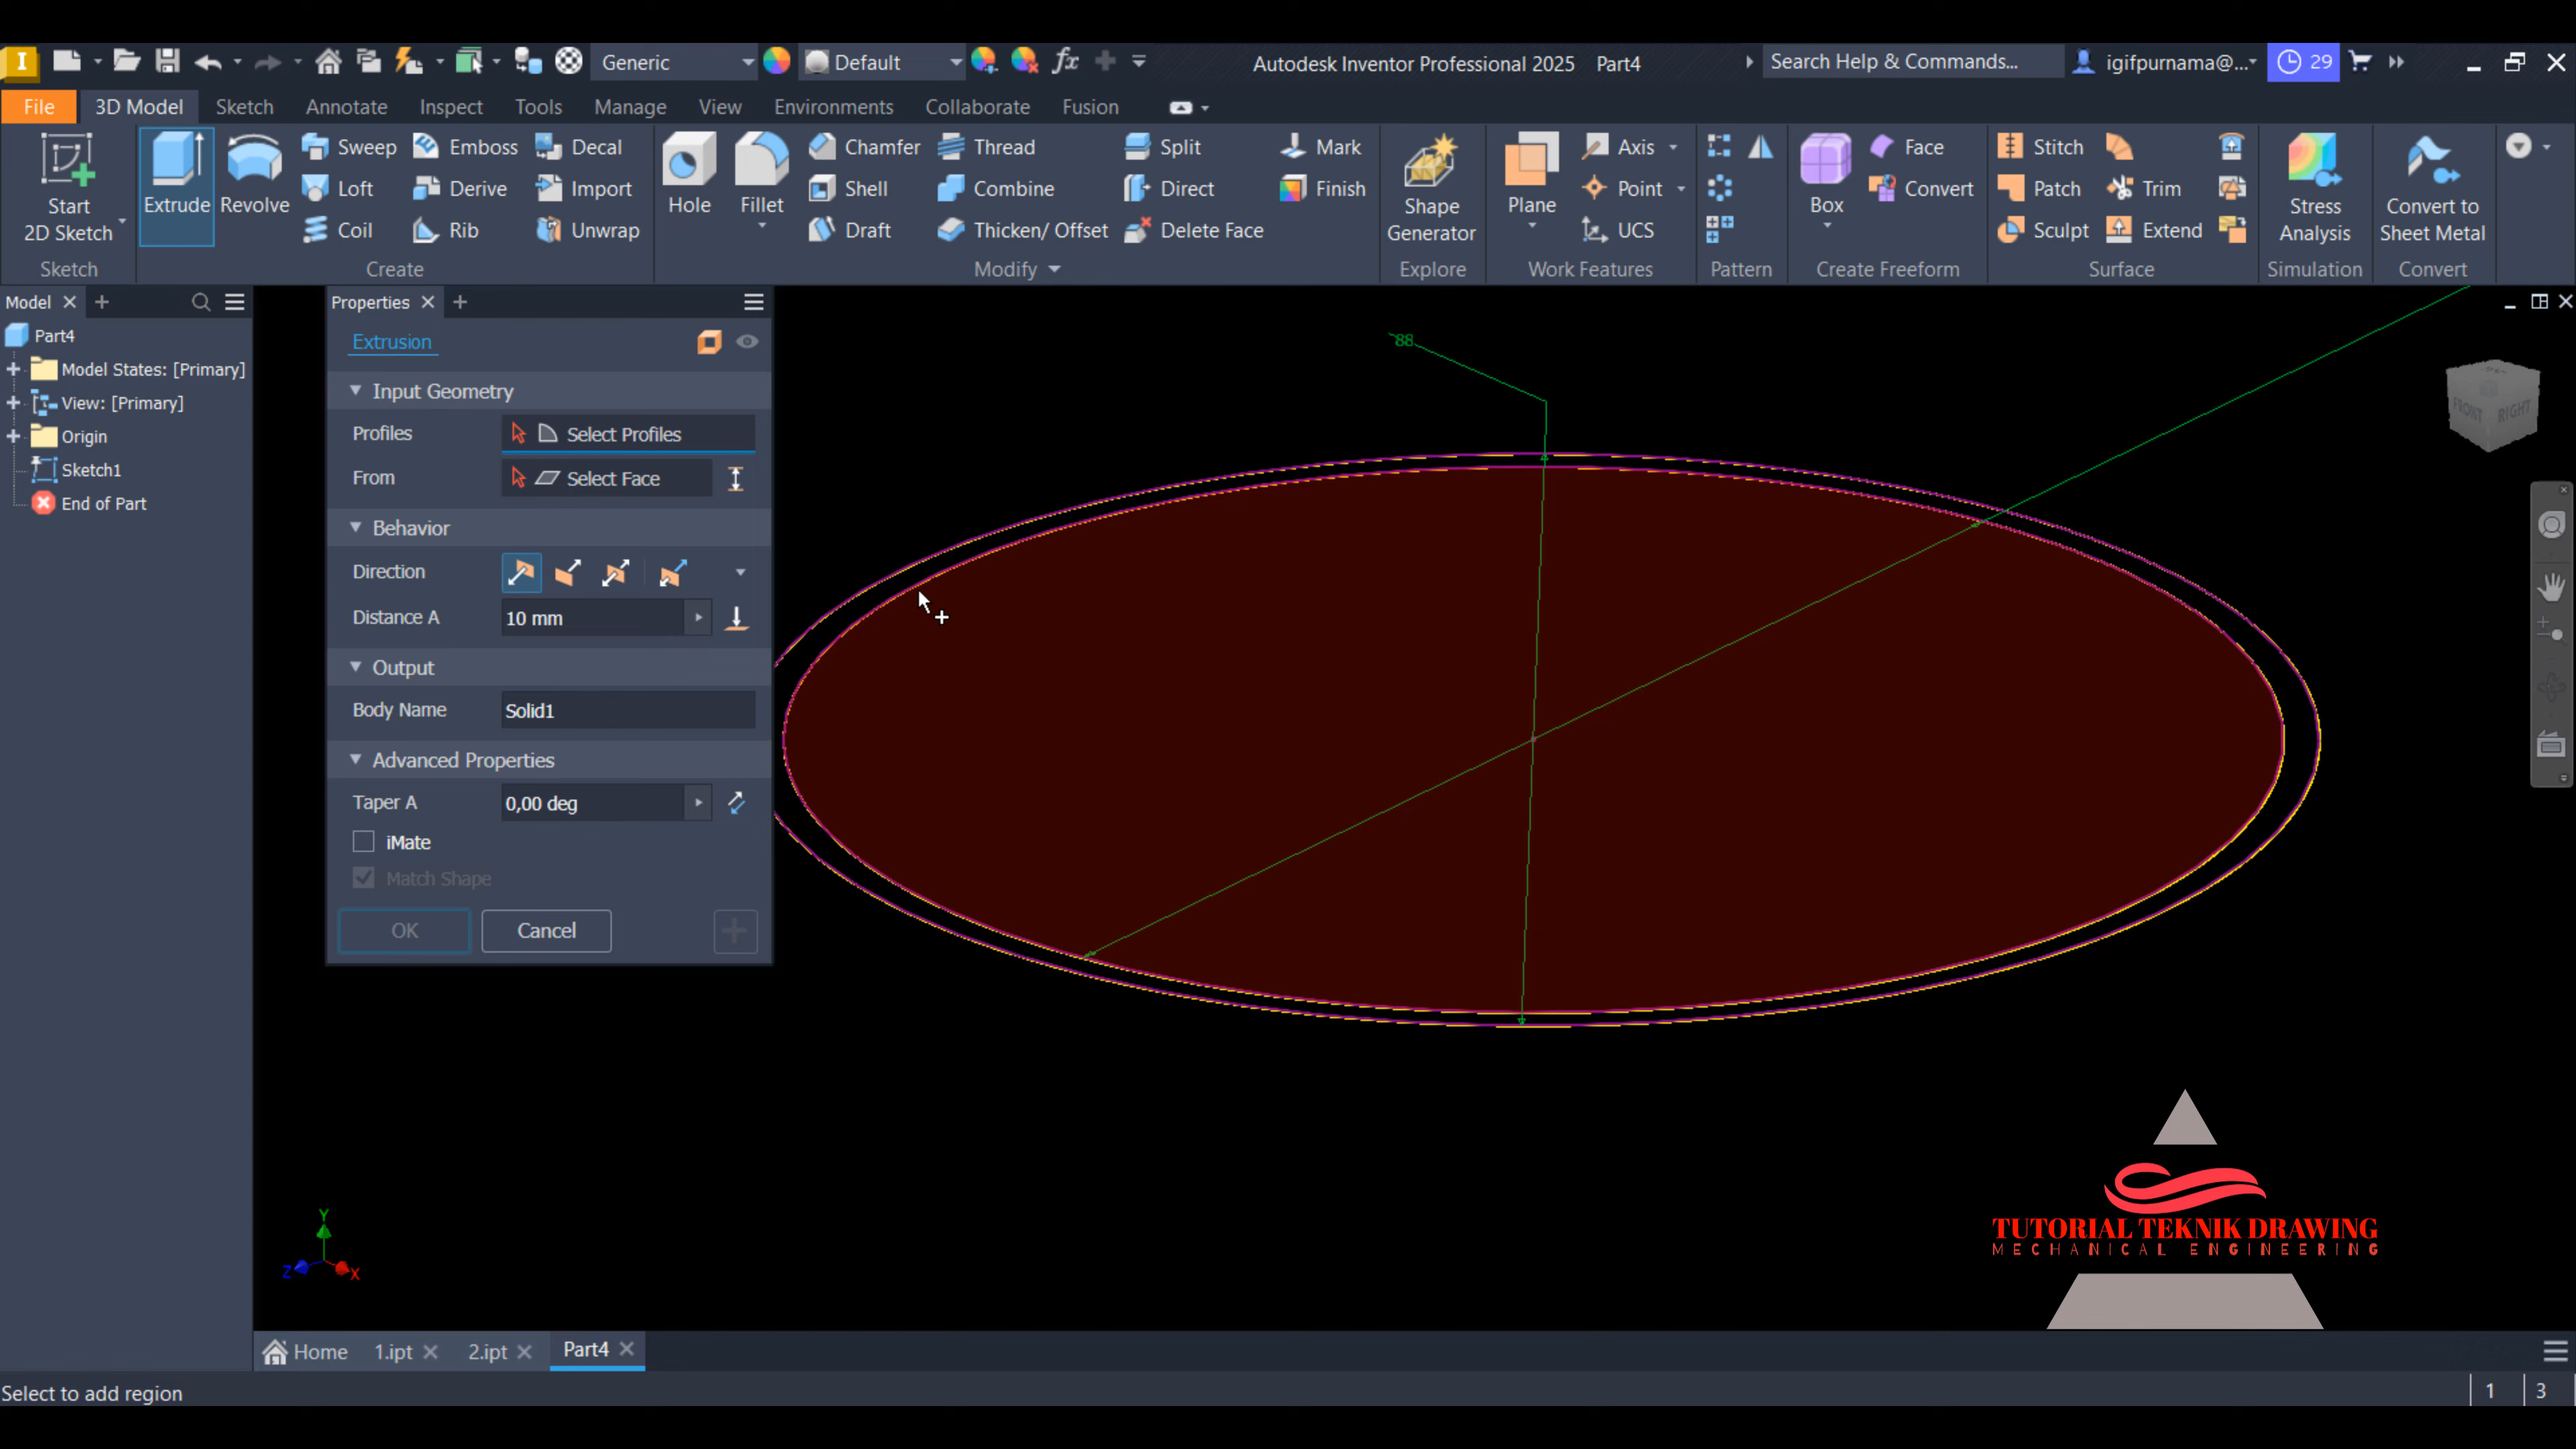 I Generic Default fx Autodesk Inventor Professional 2025 Part4 Search Help & Commands... igifpurnama@... 29
File 3D Model Sketch Annotate Inspect Tools Manage View Environments Collaborate Fusion
Start 2D Sketch
Extrude
Revolve
Sweep
Loft
Coil
Emboss
Derive
Rib
Decal
Import
Unwrap
Hole
Fillet
Chamfer
Shell
Draft
Thread
Combine
Thicken/ Offset
Split
Direct
Delete Face
Mark
Finish
Shape Generator
Plane
Axis
Point
UCS
Box
Face
Convert
Stitch
Patch
Sculpt
Trim
Extend
Stress Analysis
Convert to Sheet Metal
Sketch Create Modify Explore Work Features Pattern Create Freeform Surface Simulation Convert
Model
Part4
Model States: [Primary]
View: [Primary]
Origin
Sketch1
End of Part
Properties
Extrusion
Input Geometry
Profiles Select Profiles
From Select Face
Behavior
Direction
Distance A 10 mm
Output
Body Name Solid1
Advanced Properties
Taper A 0,00 deg
iMate
Match Shape
OK Cancel
88
FRONT RIGHT
Y
Z X
TUTORIAL TEKNIK DRAWING
MECHANICAL ENGINEERING
Home 1.ipt 2.ipt Part4
Select to add region 1 3